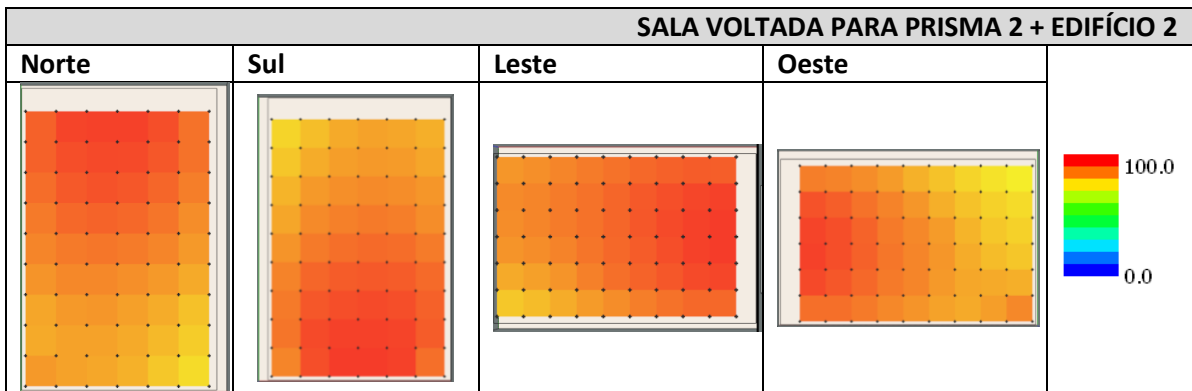 SALA VOLTADA PARA PRISMA 2 + EDIFÍCIO 2
Norte Sul Leste Oeste
100.0
0.0